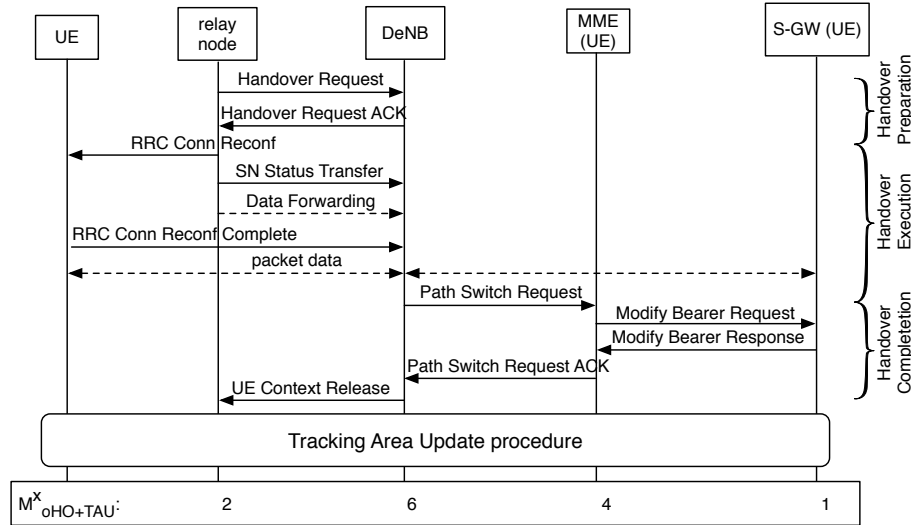 UE
relay
node
DeNB
MME
(UE)
S-GW (UE)
Handover Request
Handover Request ACK
RRC Conn Reconf
SN Status Transfer
Data Forwarding
RRC Conn Reconf Complete
packet data
Path Switch Request
Modify Bearer Request
Modify Bearer Response
Path Switch Request ACK
UE Context Release
Handover
Preparation
Handover
Execution
Handover
Completetion
Tracking Area Update procedure
M^x_oHO+TAU: 2 6 4 1